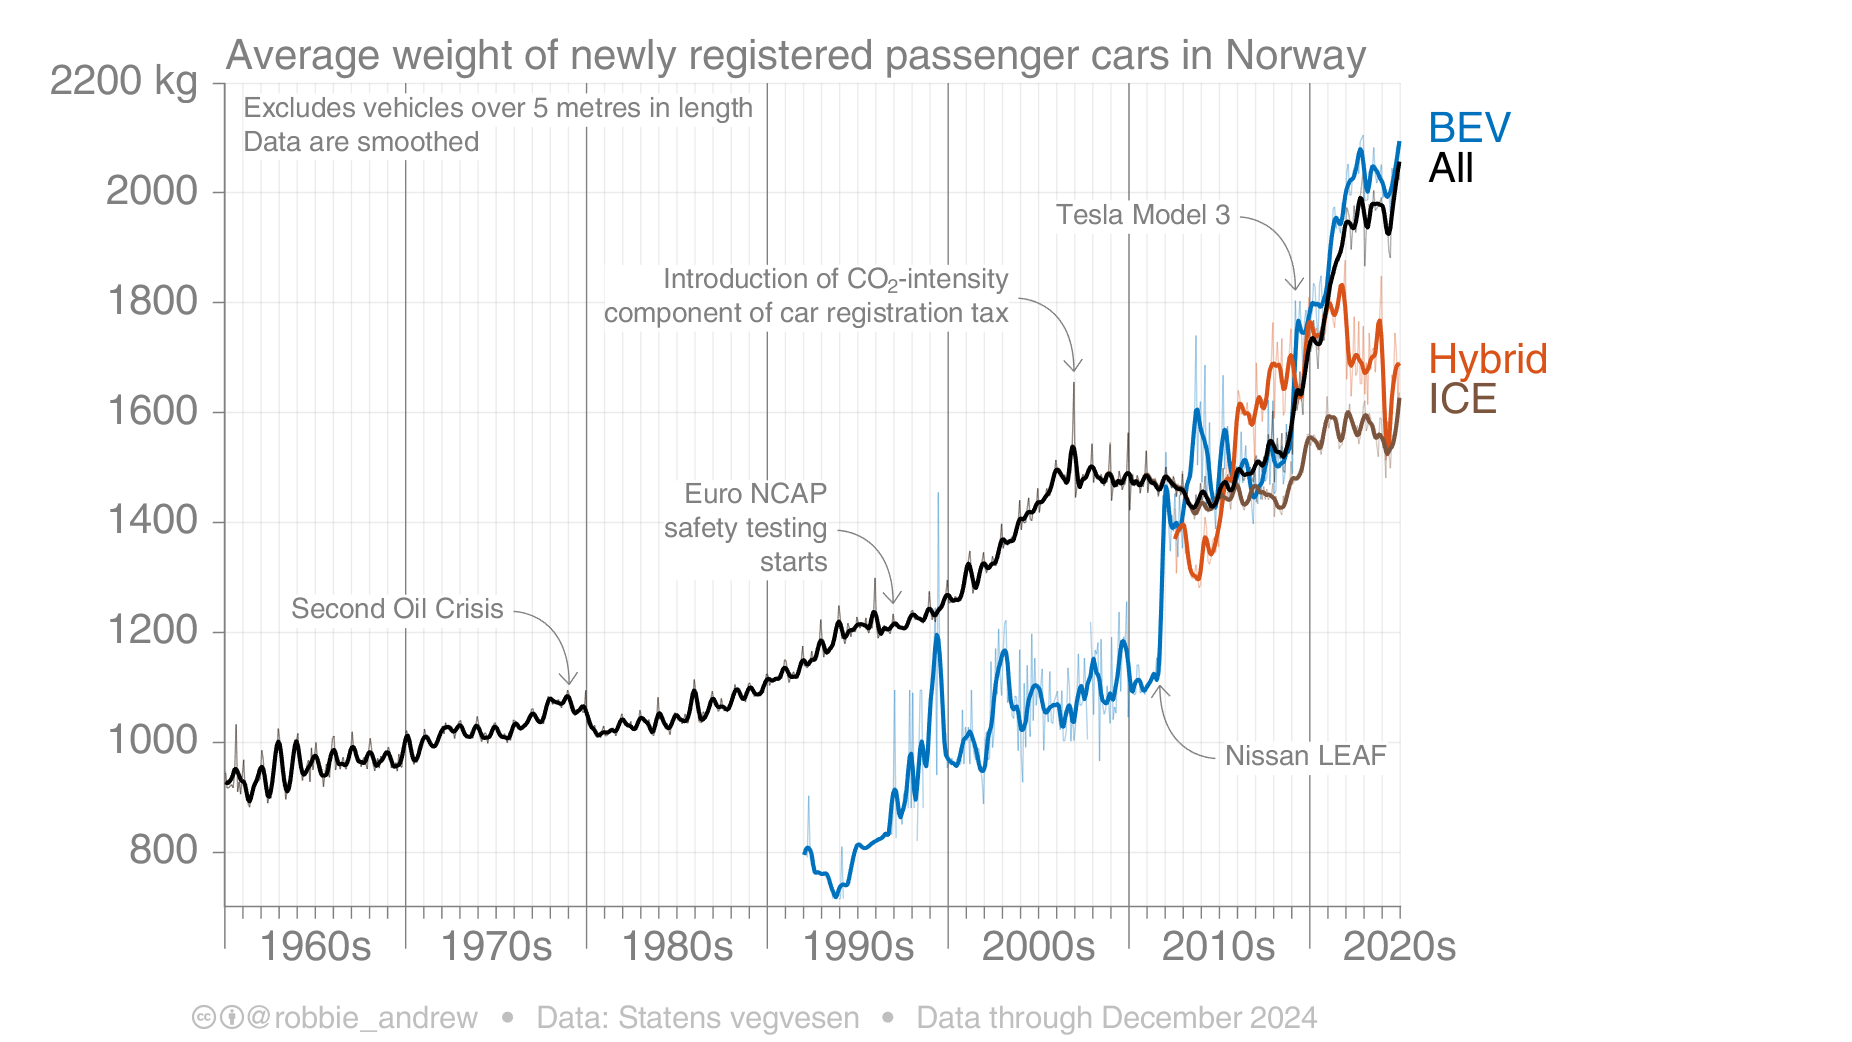 Average weight of newly registered passenger cars in Norway
2200 kg
Excludes vehicles over 5 metres in length
Data are smoothed
BEV
All
2000
Tesla Model 3
1800
Introduction of CO₂-intensity
component of car registration tax
Hybrid
ICE
1600
1400
Euro NCAP
safety testing
starts
1200
Second Oil Crisis
1000
Nissan LEAF
800
1960s 1970s 1980s 1990s 2000s 2010s 2020s
cc @robbie_andrew • Data: Statens vegvesen • Data through December 2024